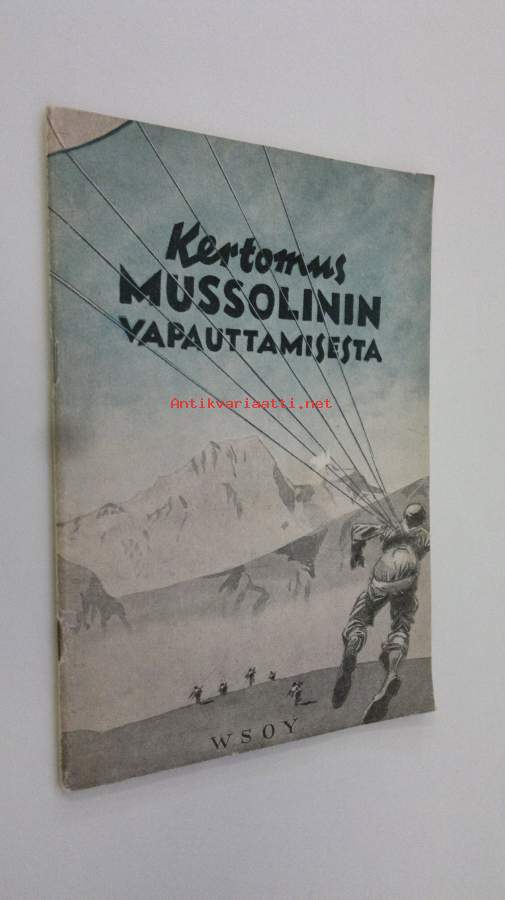 Kertomus
MUSSOLININ
VAPAUTTAMISESTA
Antikvariaatti.net
WSOY